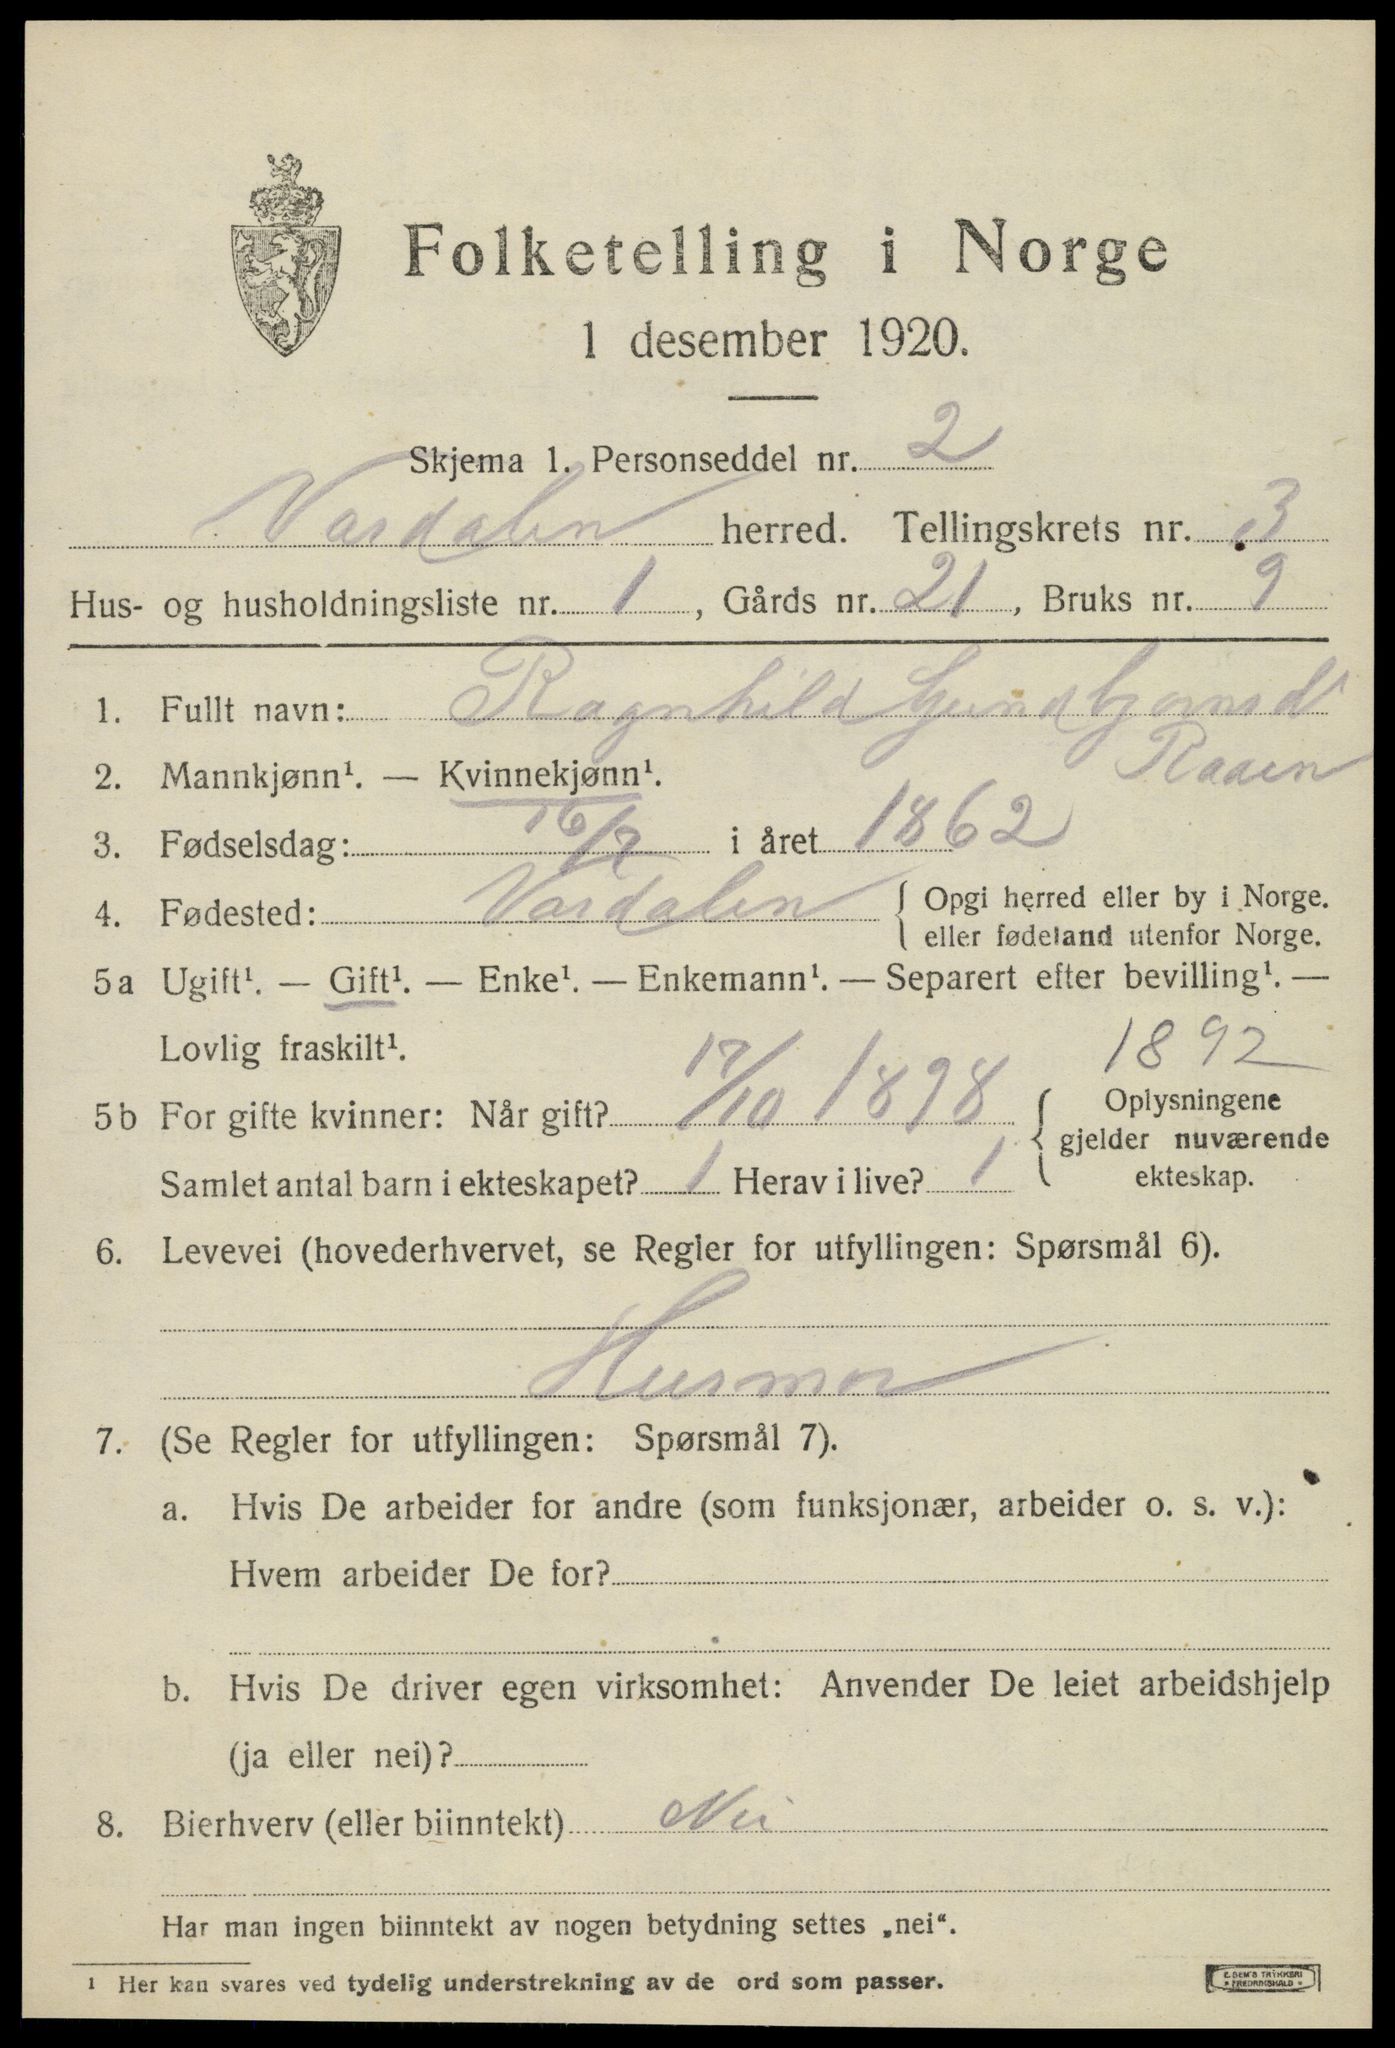 Folketelling i Norge
1 desember 1920.
Skjema 1. Personseddel nr. 2
Værdalen herred. Tellingskrets nr. 3
Hus- og husholdningsliste nr. 1, Gårds nr. 21, Bruks nr. 9
1. Fullt navn: Ragnhild Gundbjørnsd
Raaen
2. Mannkjønn¹. — Kvinnekjønn¹.
3. Fødselsdag: 16/7 i året 1862
4. Fødested: Værdalen { Opgi herred eller by i Norge.
eller fødeland utenfor Norge.
5a Ugift¹. — Gift¹. — Enke¹. — Enkemann¹. — Separert efter bevilling¹. —
Lovlig fraskilt¹.
1892
5b For gifte kvinner: Når gift? 17/10 1898 { Oplysningene
gjelder nuværende
ekteskap.
Samlet antal barn i ekteskapet? 1 Herav i live? 1
6. Levevei (hovederhvervet, se Regler for utfyllingen: Spørsmål 6).
Husmor
7. (Se Regler for utfyllingen: Spørsmål 7).
a. Hvis De arbeider for andre (som funksjonær, arbeider o. s. v.):
Hvem arbeider De for?
b. Hvis De driver egen virksomhet: Anvender De leiet arbeidshjelp
(ja eller nei)?
8. Bierhverv (eller biinntekt) Nei
Har man ingen biinntekt av nogen betydning settes „nei“.
¹ Her kan svares ved tydelig understrekning av de ord som passer.
E. SEM'S TRYKKERI
FREDRIKSHALD